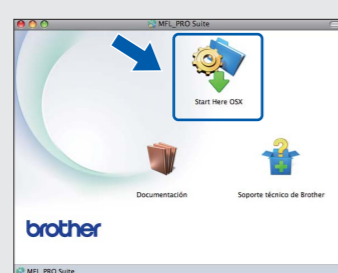 MFL_PRO Suite
Start Here OSX
Documentación
Soporte técnico de Brother
brother
MFL_PRO Suite